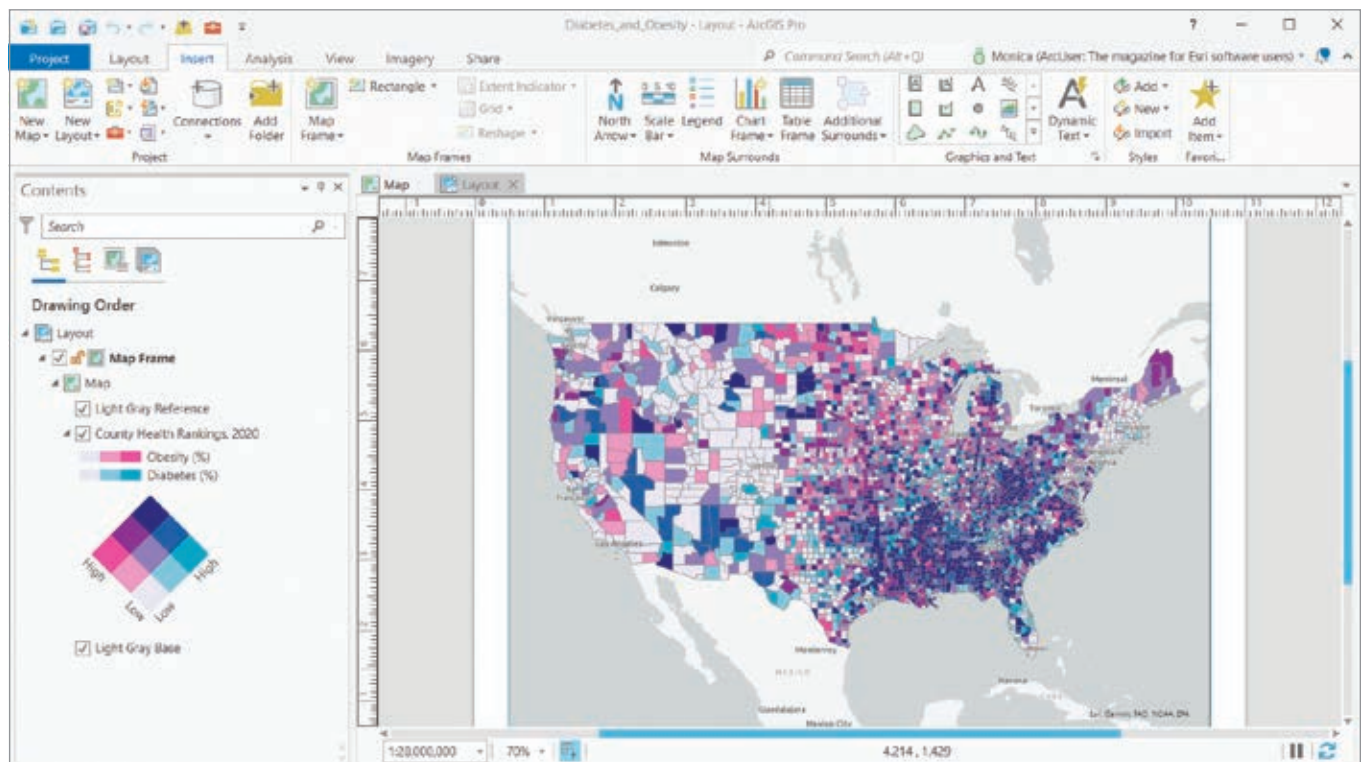 Diabetes_and_Obesity - Layout - ArcGIS Pro
? 
Project Layout Insert Analysis View Imagery Share
Command Search (Alt+Q)
Monica (ArcUser: The magazine for Esri software users)
New Map
New Layout
Connections
Add Folder
Project
Map Frame
Rectangle
Extent Indicator
Grid
Reshape
Map Frames
North Arrow
Scale Bar
Legend
Chart Frame
Table Frame
Additional Surrounds
Map Surrounds
A
Dynamic Text
Graphics and Text
Add
New
Import
Styles
Add Item
Favori...
Contents
Search
Drawing Order
Layout
Map Frame
Map
Light Gray Reference
County Health Rankings, 2020
Obesity (%)
Diabetes (%)
High
High
Low
Low
Light Gray Base
Map
Layout
Edmonton
Calgary
Vancouver
Montreal
Toronto
Los Angeles
Monterrey
MEXICO
Havana
Guadalajara
Mexico City
1:28,000,000
70%
4.214, 1.429